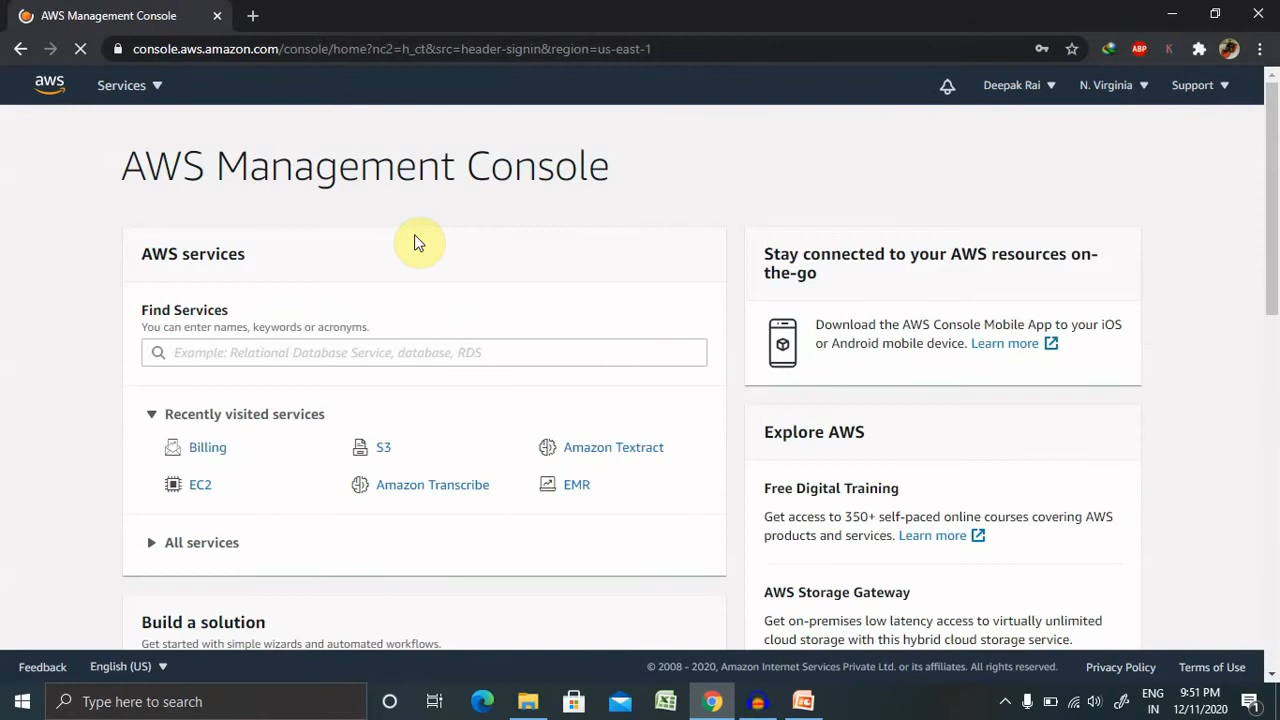 AWS Management Console
console.aws.amazon.com/console/home?nc2=h_ct&src=header-signin&region=us-east-1
ABP
K
aws
Services
Deepak Rai
N. Virginia
Support
AWS Management Console
AWS services
Find Services
You can enter names, keywords or acronyms.
Example: Relational Database Service, database, RDS
Recently visited services
Billing
S3
Amazon Textract
EC2
Amazon Transcribe
EMR
All services
Build a solution
Get started with simple wizards and automated workflows.
Stay connected to your AWS resources on-
the-go
Download the AWS Console Mobile App to your iOS
or Android mobile device. Learn more
Explore AWS
Free Digital Training
Get access to 350+ self-paced online courses covering AWS
products and services. Learn more
AWS Storage Gateway
Get on-premises low latency access to virtually unlimited
cloud storage with this hybrid cloud storage service.
Feedback
English (US)
© 2008 - 2020, Amazon Internet Services Private Ltd. or its affiliates. All rights reserved.
Privacy Policy
Terms of Use
Type here to search
ENG
IN
9:51 PM
12/11/2020
1